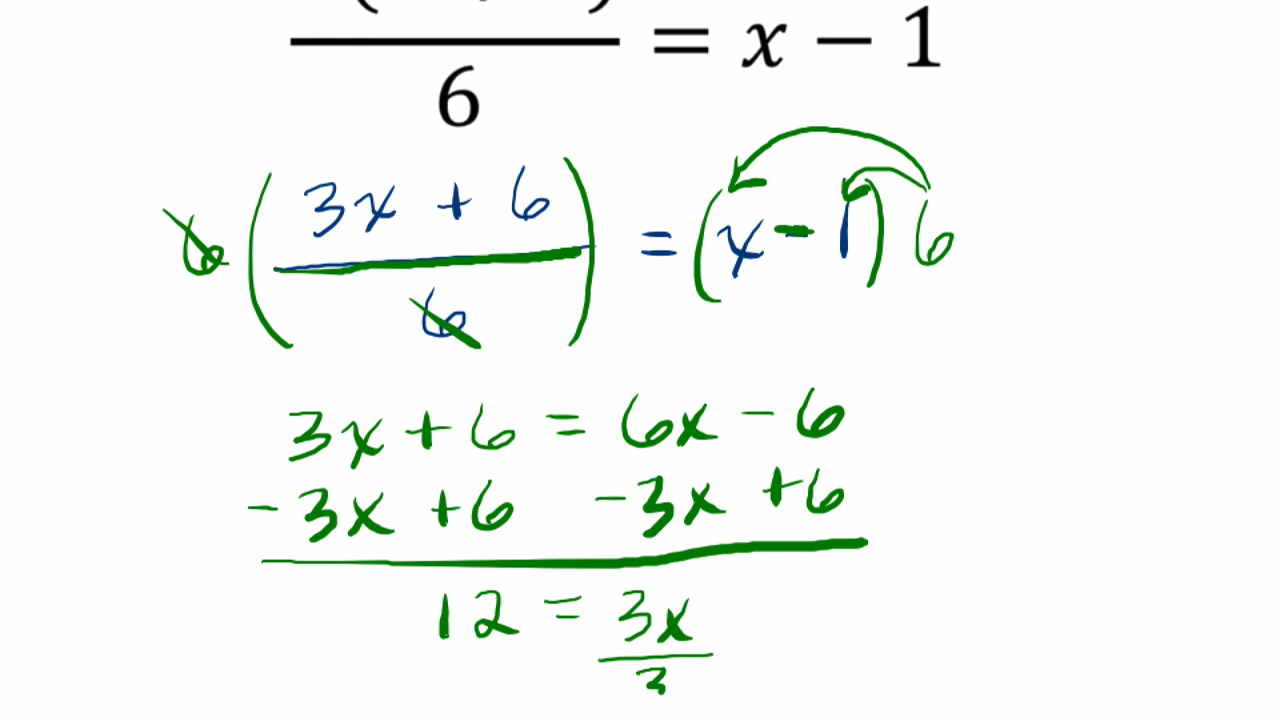 6 = x − 1
6 (3x + 6 / 6) = (x − 1) 6
3x + 6 = 6x − 6
− 3x + 6 − 3x + 6
12 = 3x
3